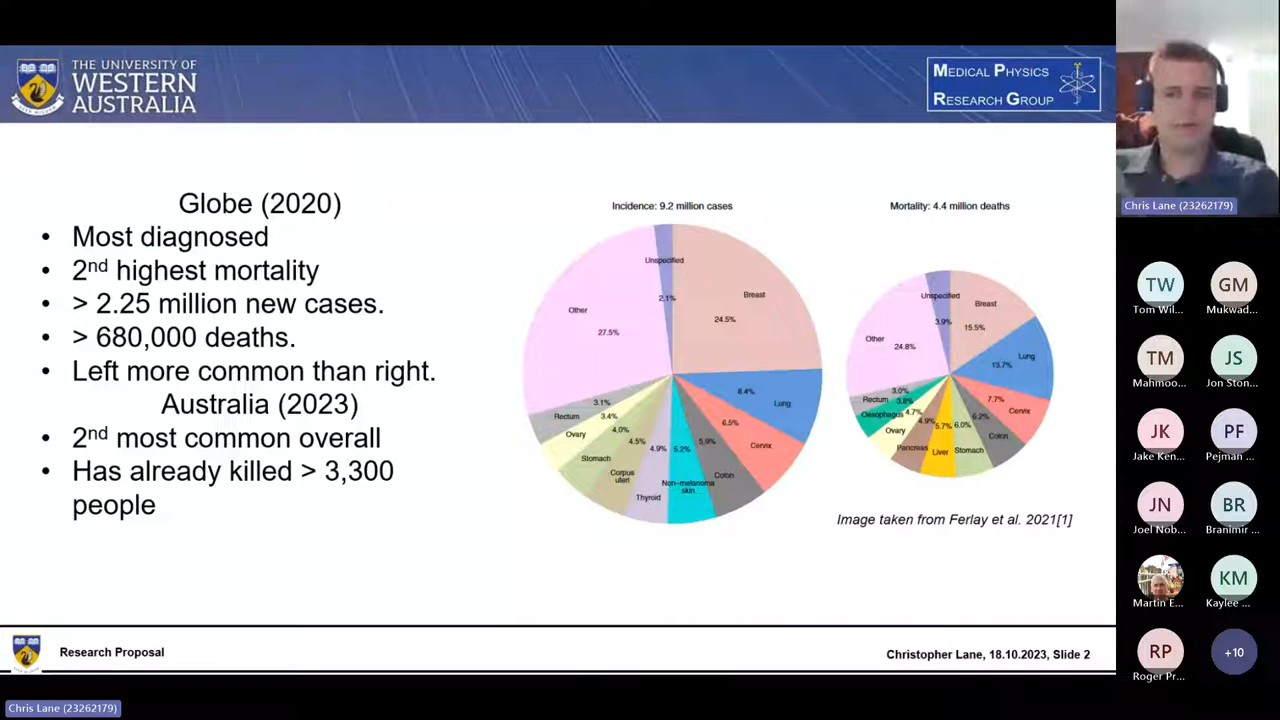 THE UNIVERSITY OF
WESTERN
AUSTRALIA
MEDICAL PHYSICS
RESEARCH GROUP
Globe (2020)
• Most diagnosed
• 2nd highest mortality
• > 2.25 million new cases.
• > 680,000 deaths.
• Left more common than right.
Australia (2023)
• 2nd most common overall
• Has already killed > 3,300
people
Incidence: 9.2 million cases
Unspecified
2.1%
Breast
24.5%
Other
27.5%
8.4%
Lung
6.5%
Cervix
5.9%
Colon
5.2%
Non-melanoma
skin
4.9%
Thyroid
4.5%
Corpus
uteri
4.0%
Stomach
3.4%
Ovary
3.1%
Rectum
Mortality: 4.4 million deaths
Unspecified
3.9%
Breast
15.5%
Other
24.8%
Lung
13.7%
7.7%
Cervix
6.2%
Colon
6.0%
Stomach
5.7%
Liver
4.9%
Pancreas
4.7%
Ovary
3.8%
Oesophagus
3.0%
Rectum
Image taken from Ferlay et al. 2021[1]
Research Proposal
Christopher Lane, 18.10.2023, Slide 2
Chris Lane (23262179)
TW
Tom Wil...
GM
Mukwad...
TM
Mahmoo...
JS
Jon Ston...
JK
Jake Ken...
PF
Pejman ...
JN
Joel Nob...
BR
Branimir ...
Martin E...
KM
Kaylee ...
RP
Roger Pr...
+10
Chris Lane (23262179)